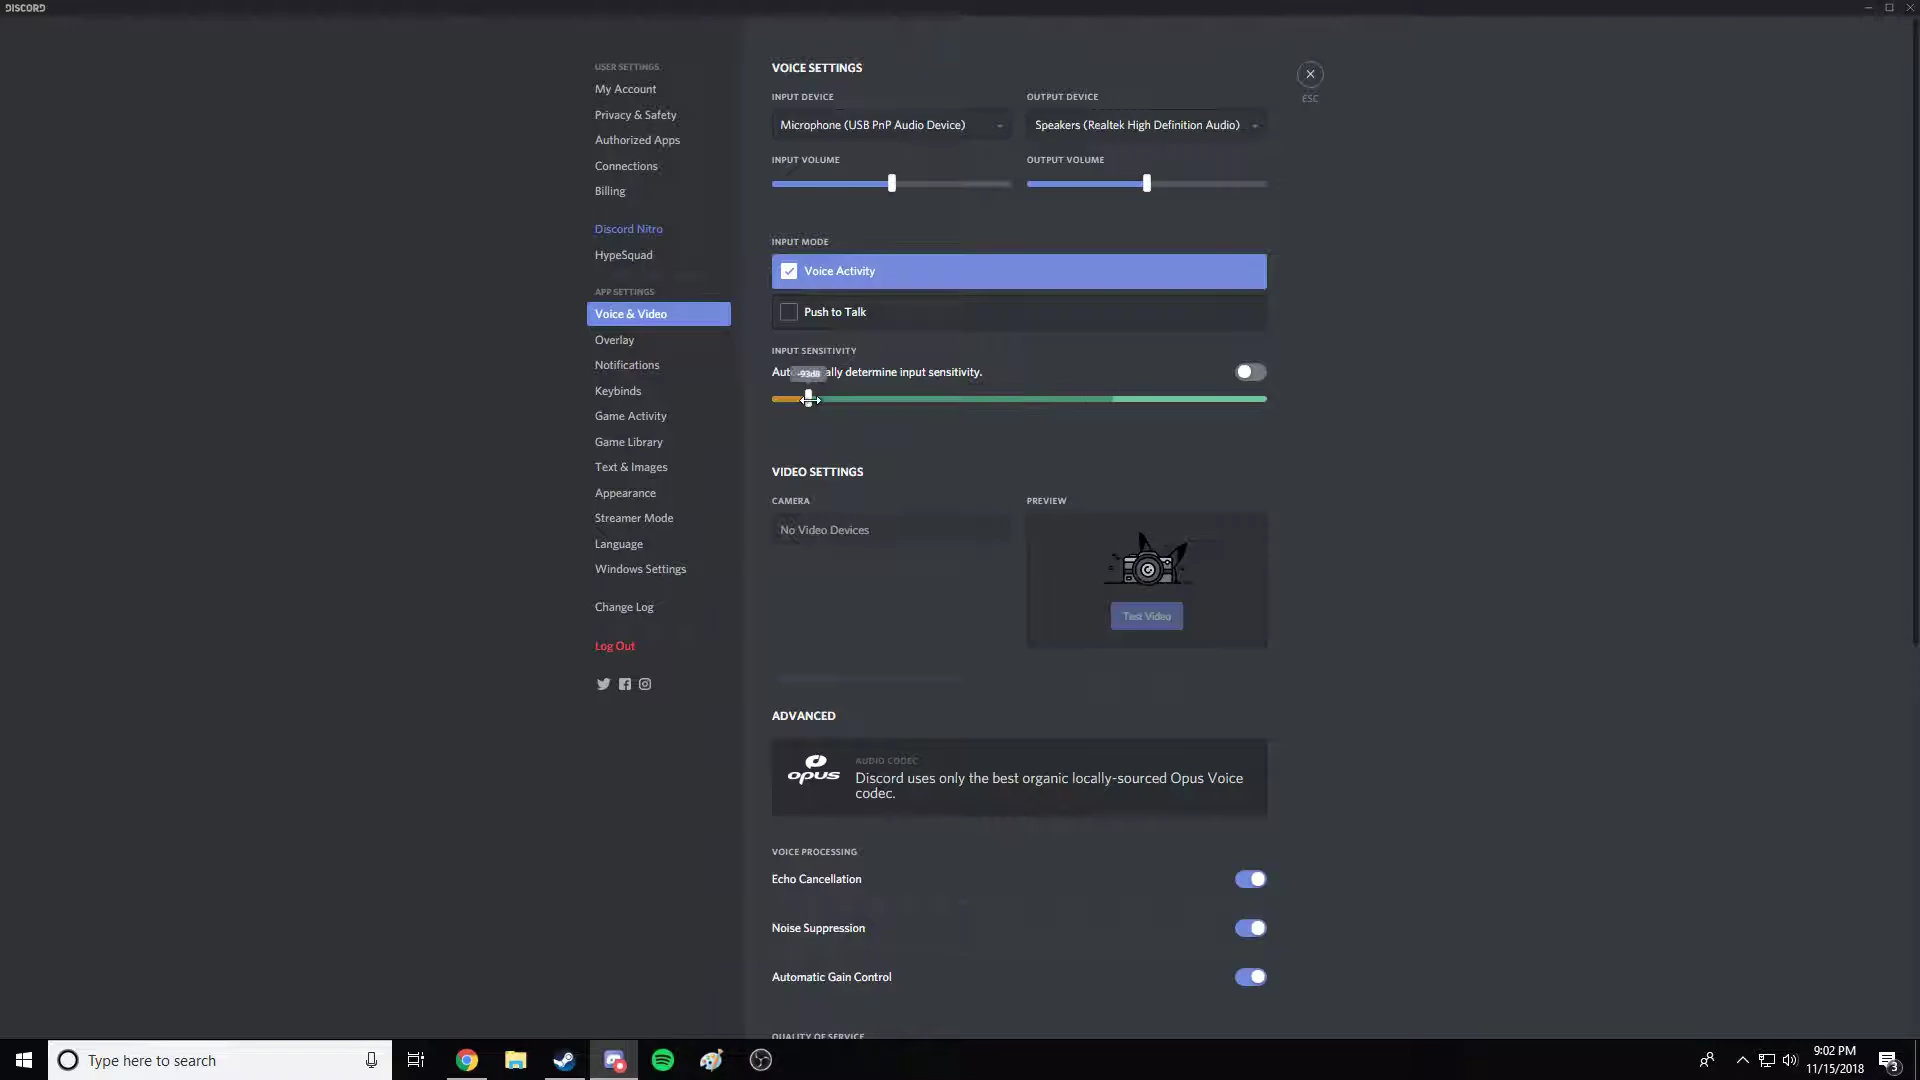 DISCORD
USER SETTINGS
My Account
Privacy & Safety
Authorized Apps
Connections
Billing
Discord Nitro
HypeSquad
APP SETTINGS
Voice & Video
Overlay
Notifications
Keybinds
Game Activity
Game Library
Text & Images
Appearance
Streamer Mode
Language
Windows Settings
Change Log
Log Out
VOICE SETTINGS
ESC
INPUT DEVICE
Microphone (USB PnP Audio Device)
OUTPUT DEVICE
Speakers (Realtek High Definition Audio)
INPUT VOLUME
OUTPUT VOLUME
INPUT MODE
Voice Activity
Push to Talk
INPUT SENSITIVITY
-93dB
Aut ally determine input sensitivity.
VIDEO SETTINGS
CAMERA
No Video Devices
PREVIEW
Test Video
ADVANCED
opus
AUDIO CODEC
Discord uses only the best organic locally-sourced Opus Voice
codec.
VOICE PROCESSING
Echo Cancellation
Noise Suppression
Automatic Gain Control
QUALITY OF SERVICE
Type here to search
9:02 PM
11/15/2018
3